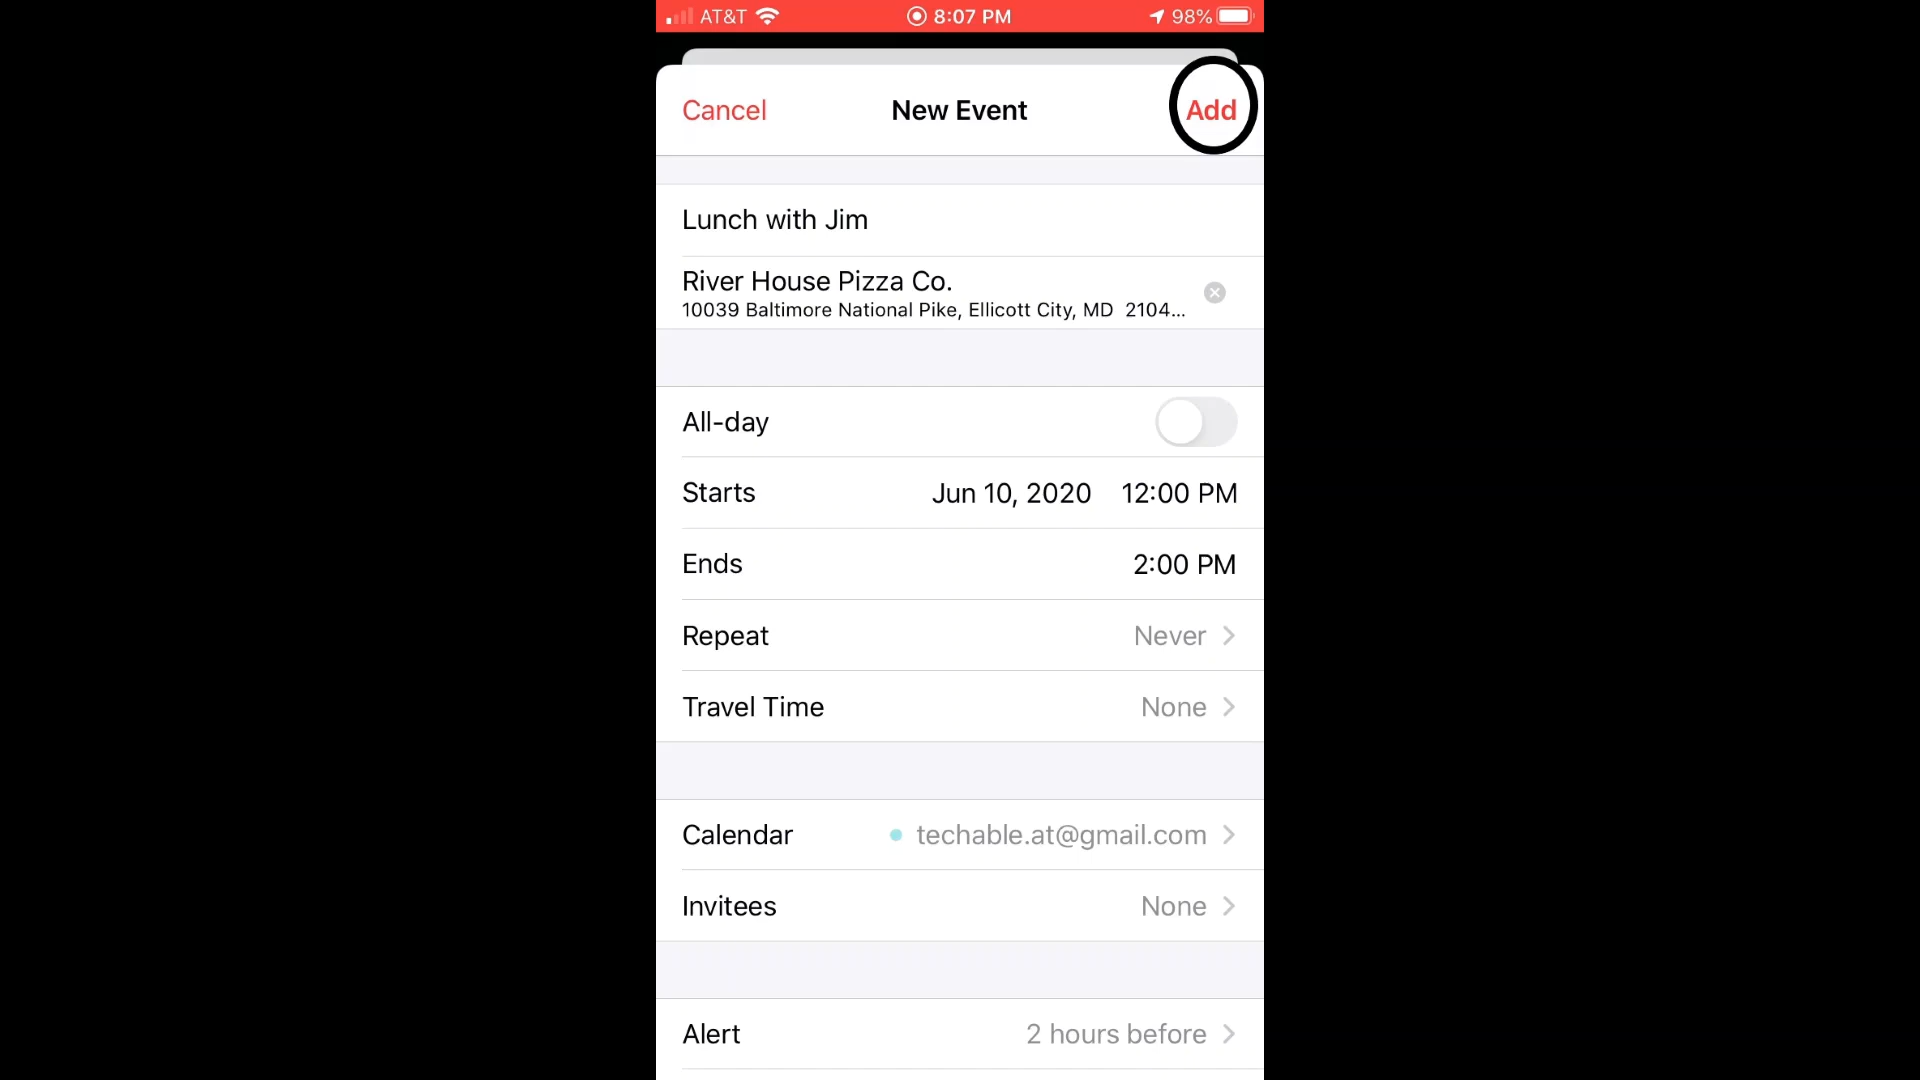 AT&T 8:07 PM 98%
Cancel New Event Add
Lunch with Jim
River House Pizza Co.
10039 Baltimore National Pike, Ellicott City, MD 2104...
All-day
Starts Jun 10, 2020 12:00 PM
Ends 2:00 PM
Repeat Never
Travel Time None
Calendar techable.at@gmail.com
Invitees None
Alert 2 hours before